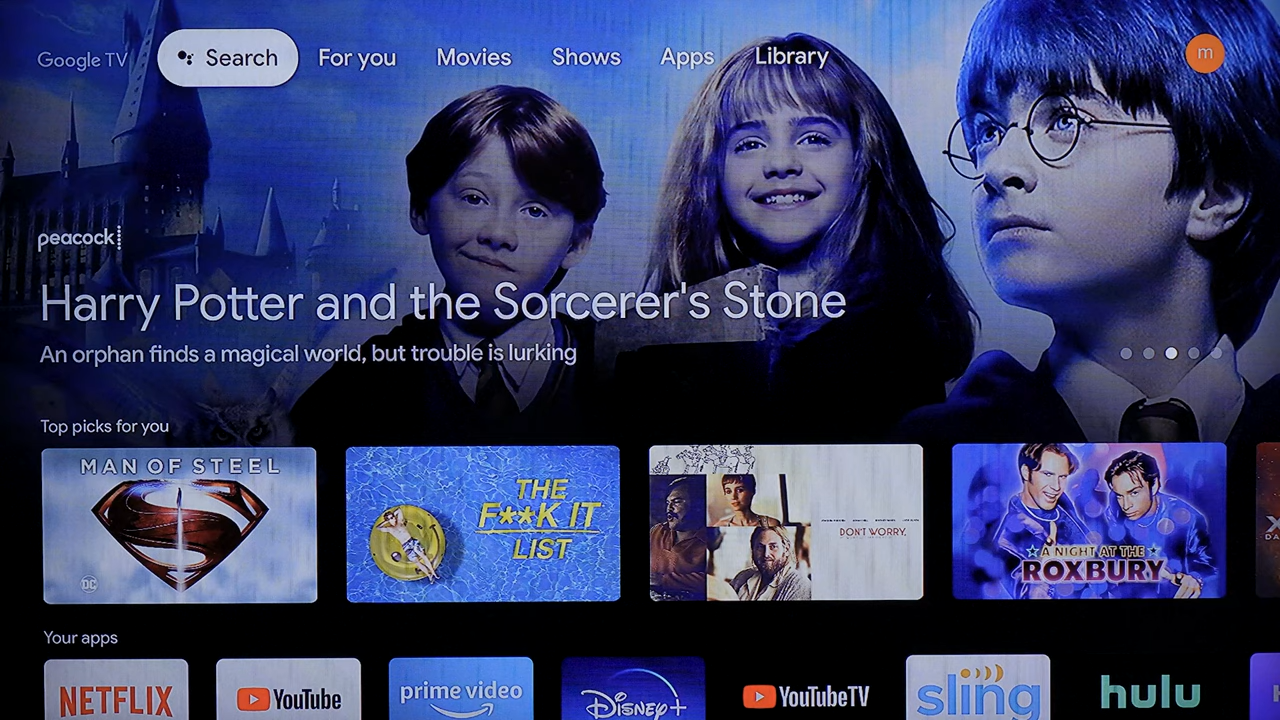 Google TV
Search
For you
Movies
Shows
Apps
Library
m
peacock
Harry Potter and the Sorcerer's Stone
An orphan finds a magical world, but trouble is lurking
Top picks for you
MAN OF STEEL
DC
THE
F**K IT
LIST
DON'T WORRY,
A NIGHT AT THE
ROXBURY
Your apps
NETFLIX
YouTube
prime video
Disney+
YouTubeTV
sling
hulu